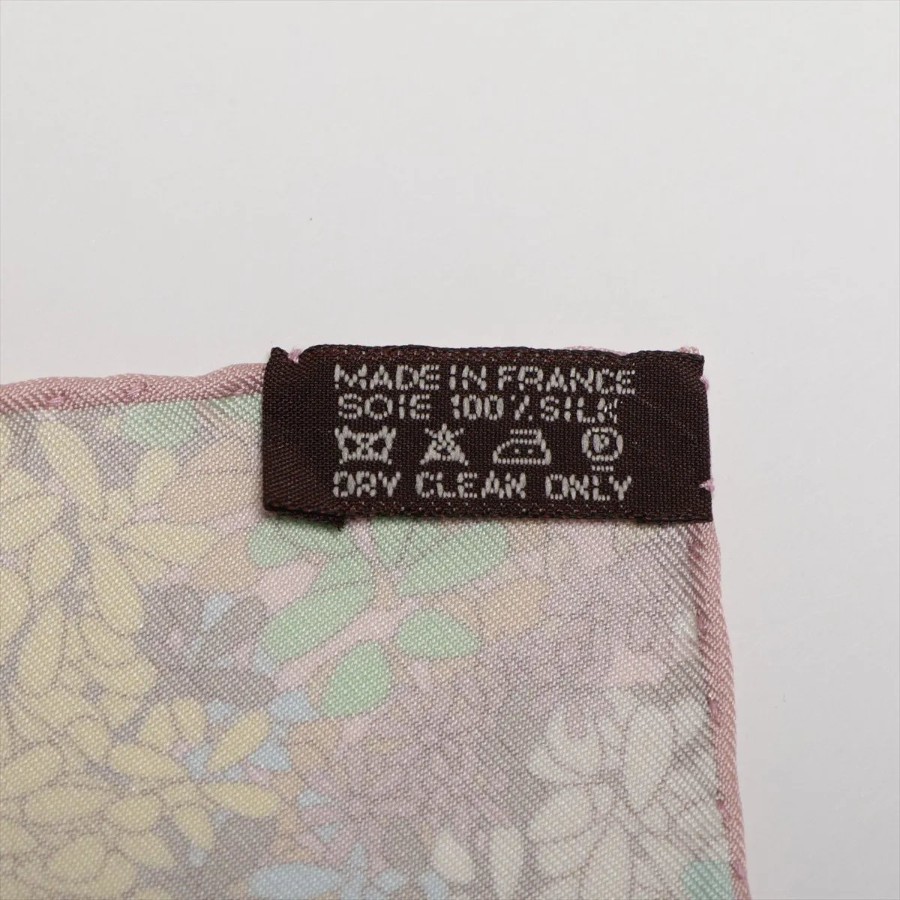 MADE IN FRANCE
SOIE 100% SILK
P
DRY CLEAN ONLY